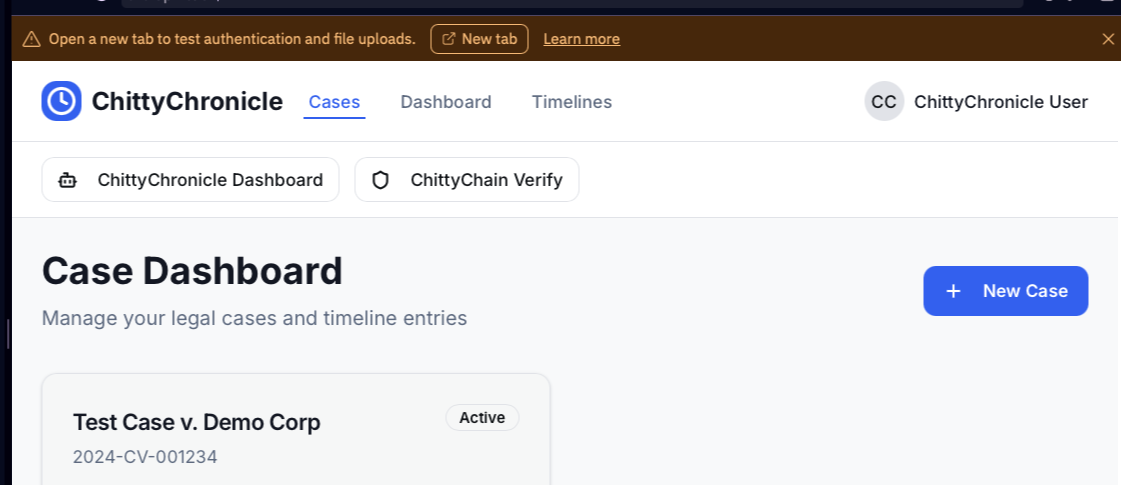 Open a new tab to test authentication and file uploads. New tab Learn more
ChittyChronicle Cases Dashboard Timelines CC ChittyChronicle User
ChittyChronicle Dashboard ChittyChain Verify
Case Dashboard
New Case
Manage your legal cases and timeline entries
Test Case v. Demo Corp Active
2024-CV-001234